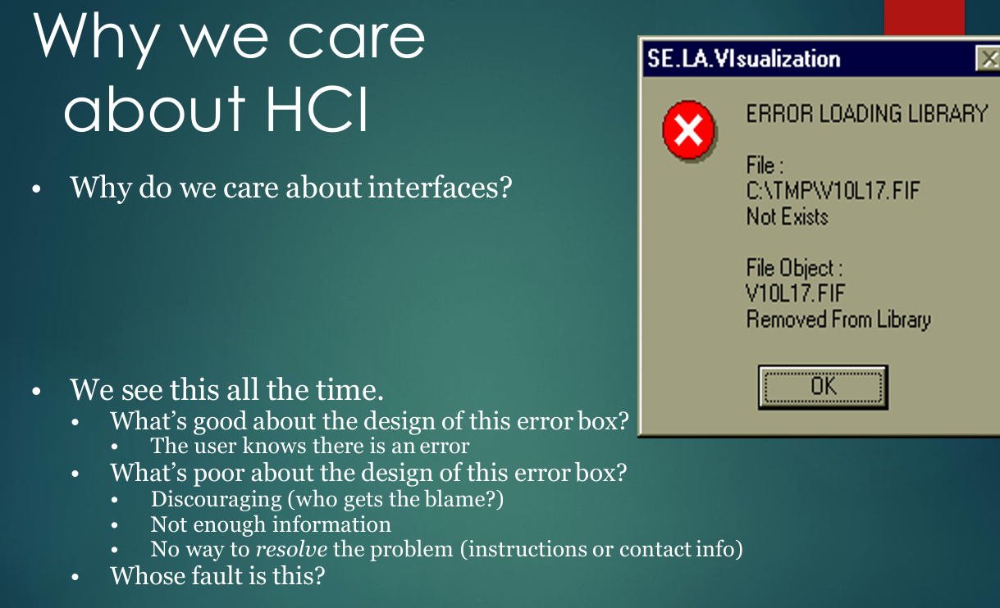 Why we care
about HCI
• Why do we care about interfaces?
• We see this all the time.
• What’s good about the design of this error box?
• The user knows there is an error
• What’s poor about the design of this error box?
• Discouraging (who gets the blame?)
• Not enough information
• No way to resolve the problem (instructions or contact info)
• Whose fault is this?
SE.LA.VIsualization
ERROR LOADING LIBRARY
File :
C:\TMP\V10L17.FIF
Not Exists
File Object :
V10L17.FIF
Removed From Library
OK